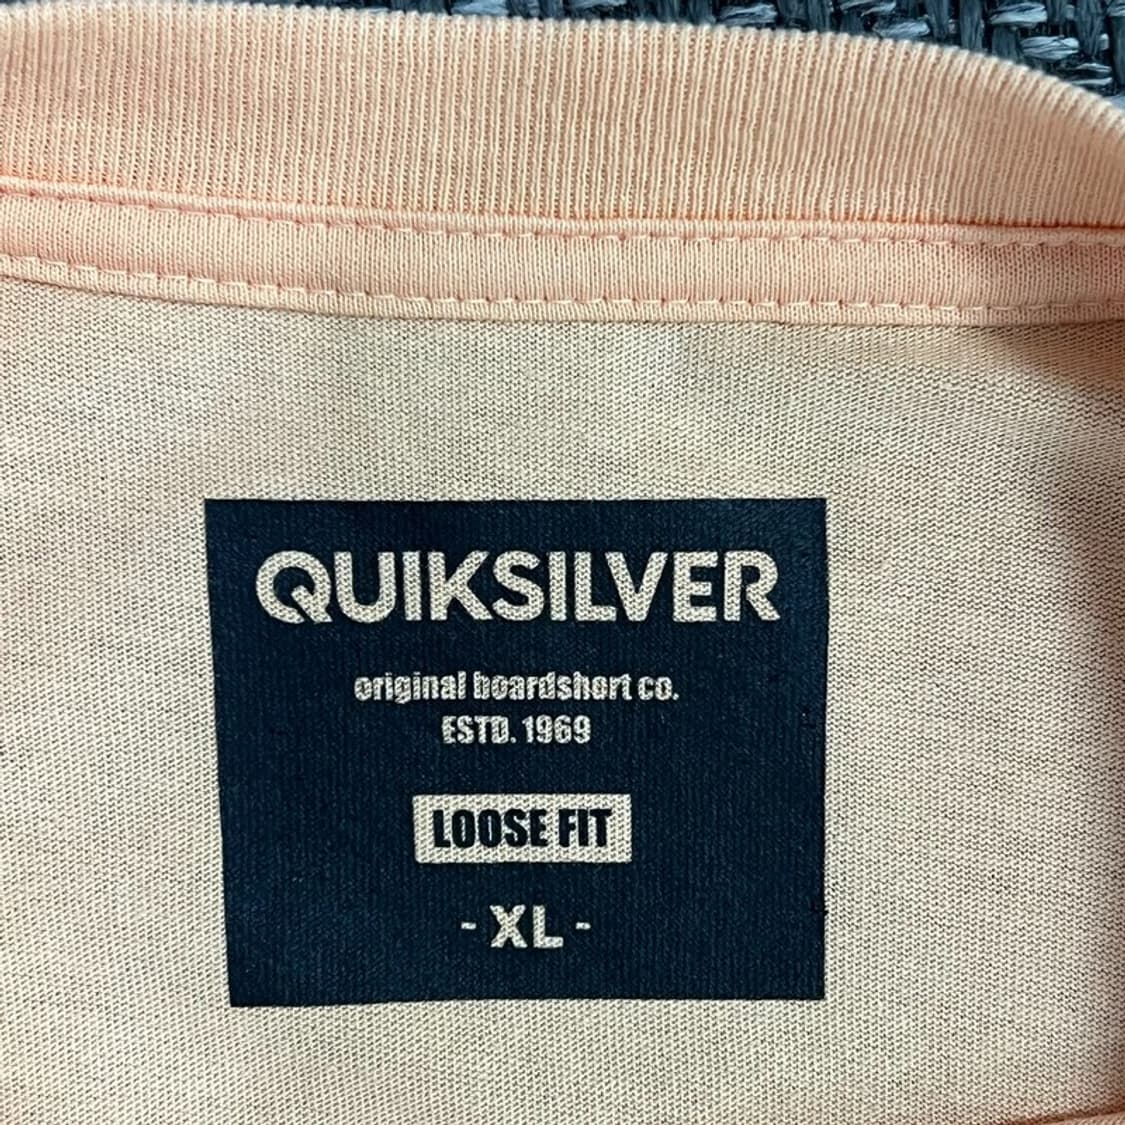 QUIKSILVER
original boardshort co.
ESTD. 1969
LOOSE FIT
- XL -